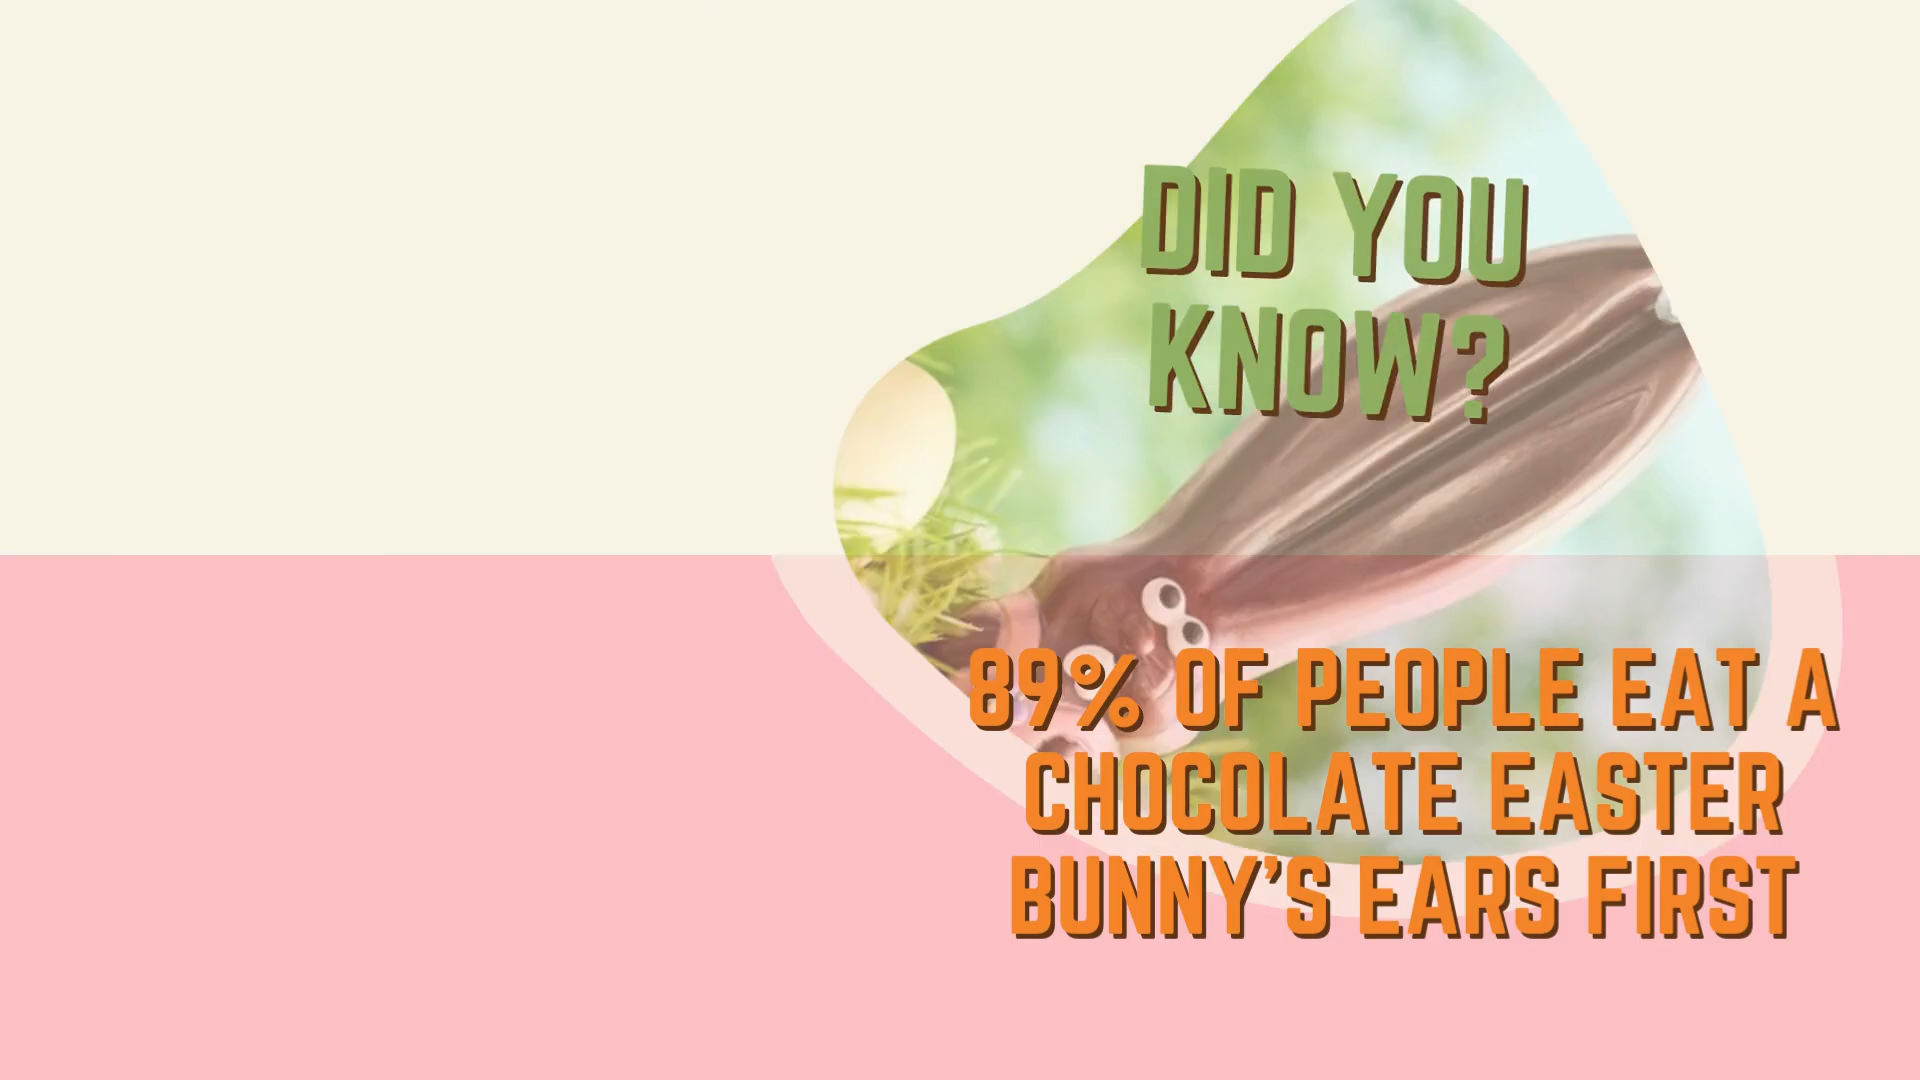 DID YOU
KNOW?
89% OF PEOPLE EAT A
CHOCOLATE EASTER
BUNNY'S EARS FIRST